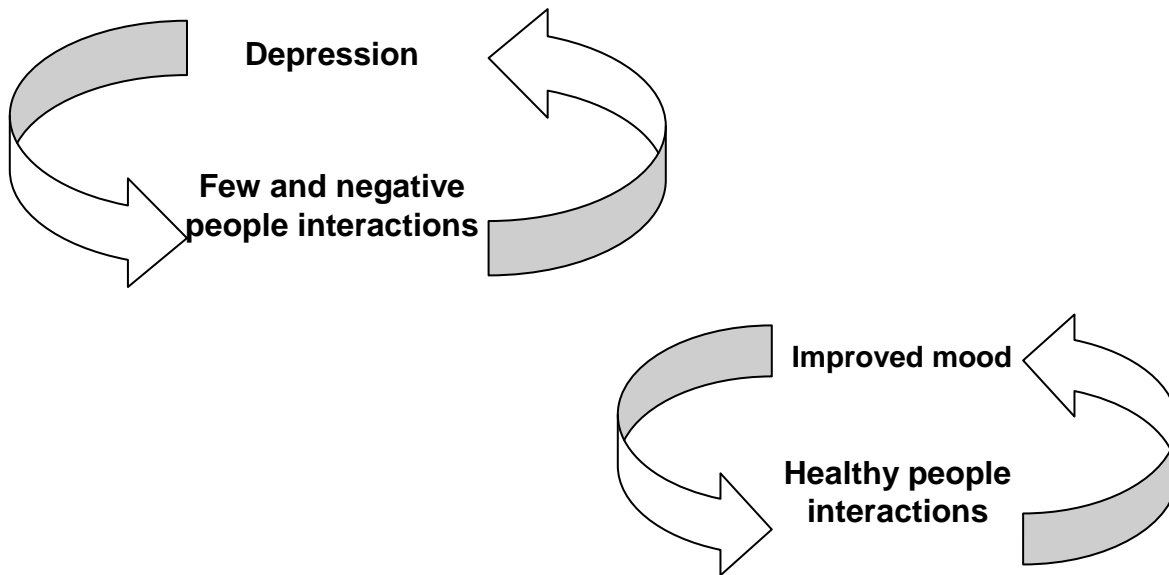 Depression
Few and negative
people interactions
Improved mood
Healthy people
interactions